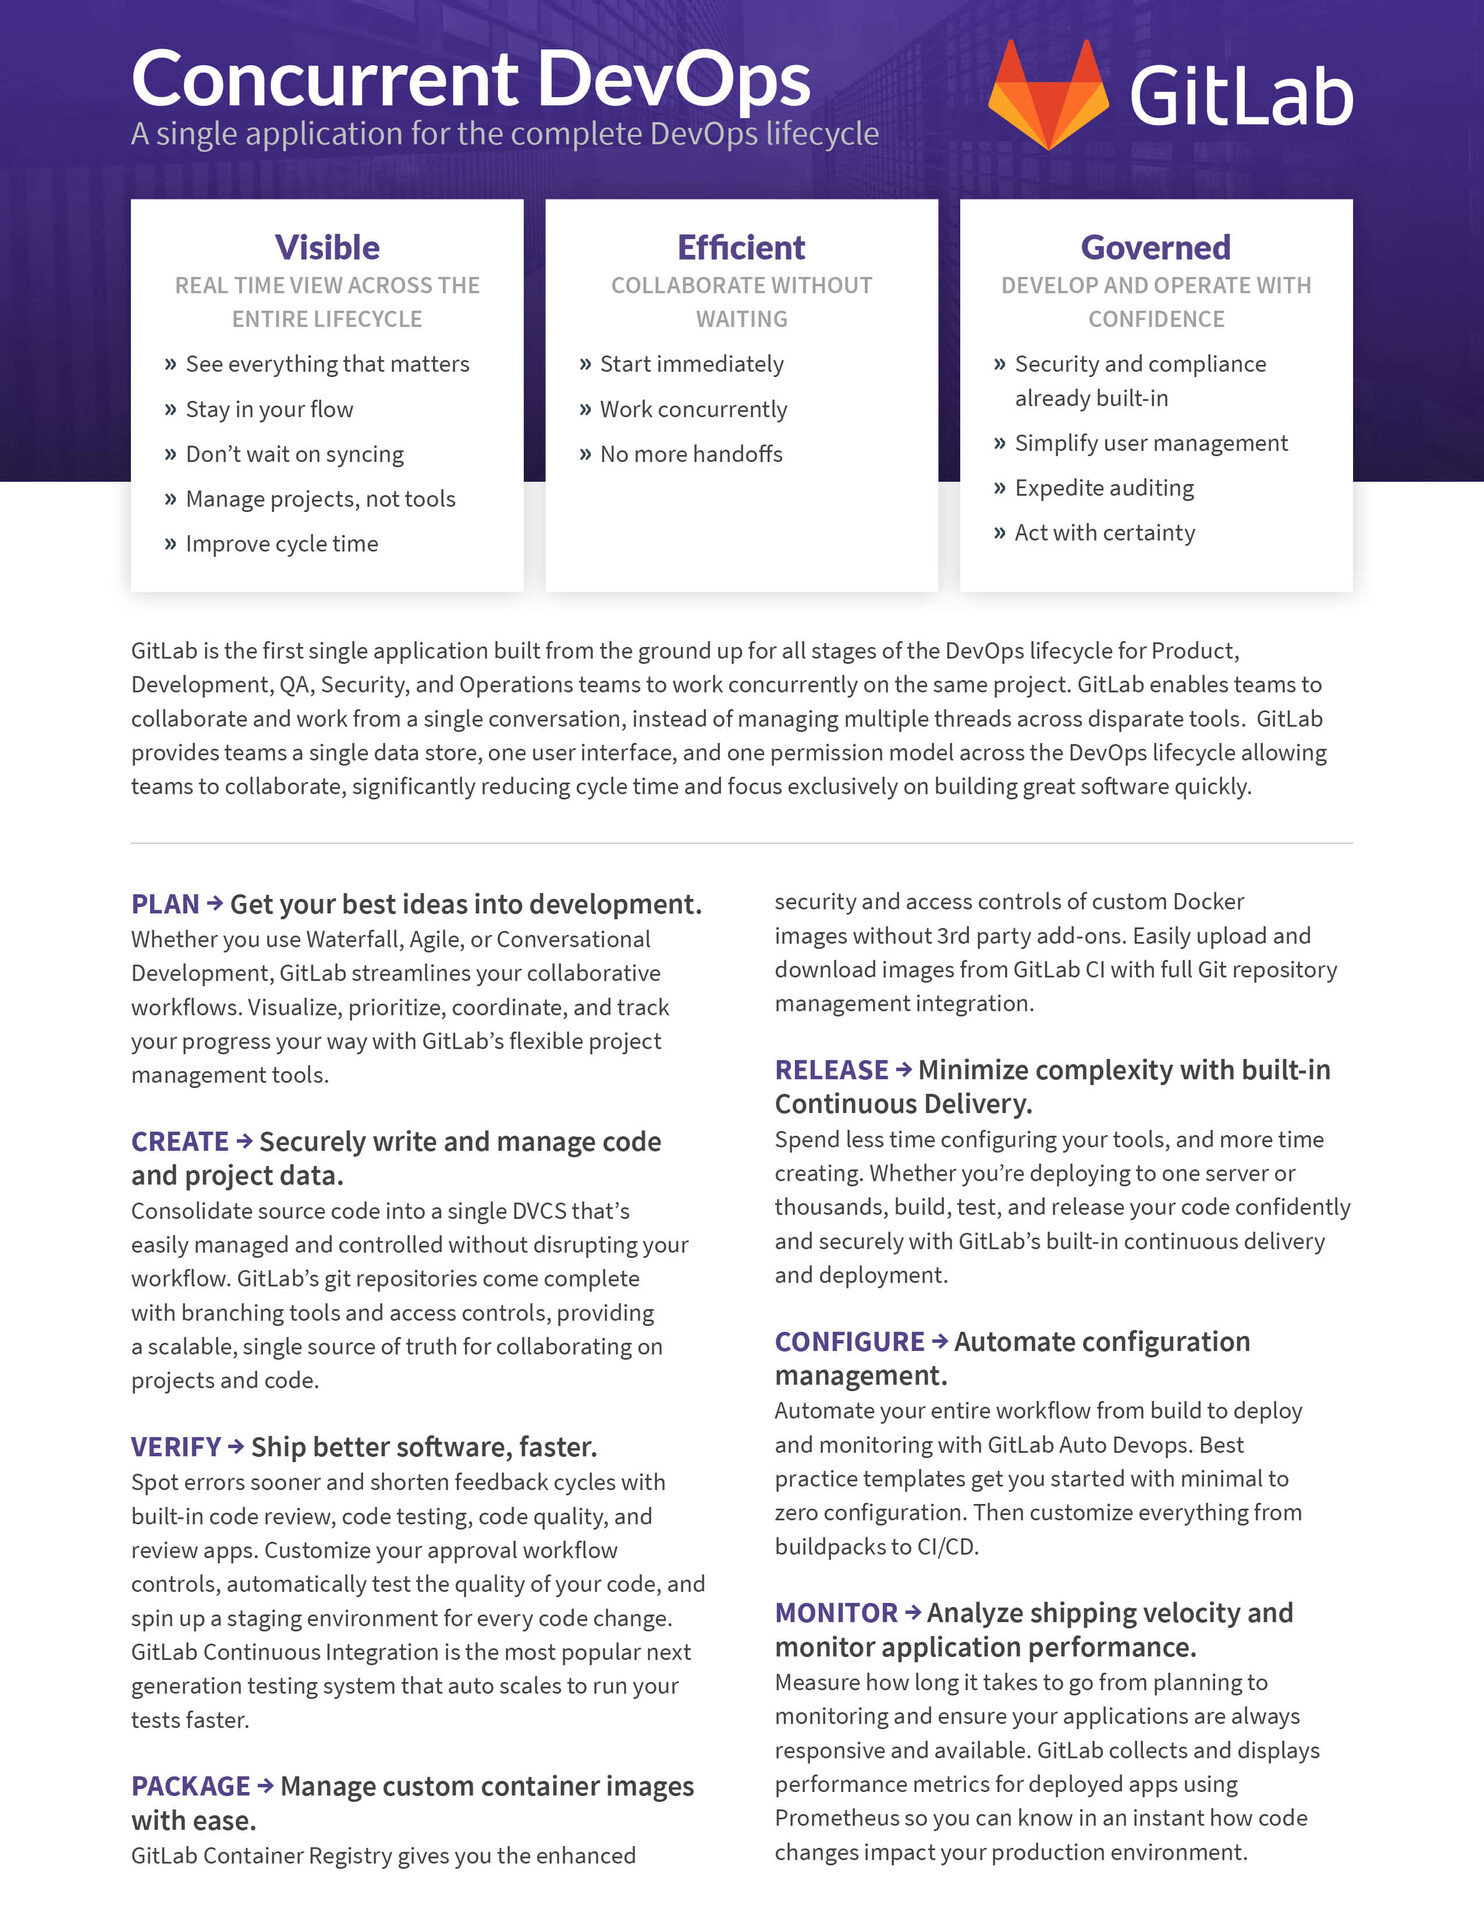 Concurrent DevOps
A single application for the complete DevOps lifecycle
GitLab
Visible
REAL TIME VIEW ACROSS THE
ENTIRE LIFECYCLE
» See everything that matters
» Stay in your flow
» Don’t wait on syncing
» Manage projects, not tools
» Improve cycle time
Efficient
COLLABORATE WITHOUT
WAITING
» Start immediately
» Work concurrently
» No more handoffs
Governed
DEVELOP AND OPERATE WITH
CONFIDENCE
» Security and compliance
already built-in
» Simplify user management
» Expedite auditing
» Act with certainty
GitLab is the first single application built from the ground up for all stages of the DevOps lifecycle for Product,
Development, QA, Security, and Operations teams to work concurrently on the same project. GitLab enables teams to
collaborate and work from a single conversation, instead of managing multiple threads across disparate tools.  GitLab
provides teams a single data store, one user interface, and one permission model across the DevOps lifecycle allowing
teams to collaborate, significantly reducing cycle time and focus exclusively on building great software quickly.
PLAN → Get your best ideas into development.
Whether you use Waterfall, Agile, or Conversational
Development, GitLab streamlines your collaborative
workflows. Visualize, prioritize, coordinate, and track
your progress your way with GitLab’s flexible project
management tools.
CREATE → Securely write and manage code
and project data.
Consolidate source code into a single DVCS that’s
easily managed and controlled without disrupting your
workflow. GitLab’s git repositories come complete
with branching tools and access controls, providing
a scalable, single source of truth for collaborating on
projects and code.
VERIFY → Ship better software, faster.
Spot errors sooner and shorten feedback cycles with
built-in code review, code testing, code quality, and
review apps. Customize your approval workflow
controls, automatically test the quality of your code, and
spin up a staging environment for every code change.
GitLab Continuous Integration is the most popular next
generation testing system that auto scales to run your
tests faster.
PACKAGE → Manage custom container images
with ease.
GitLab Container Registry gives you the enhanced
security and access controls of custom Docker
images without 3rd party add-ons. Easily upload and
download images from GitLab CI with full Git repository
management integration.
RELEASE → Minimize complexity with built-in
Continuous Delivery.
Spend less time configuring your tools, and more time
creating. Whether you’re deploying to one server or
thousands, build, test, and release your code confidently
and securely with GitLab’s built-in continuous delivery
and deployment.
CONFIGURE → Automate configuration
management.
Automate your entire workflow from build to deploy
and monitoring with GitLab Auto Devops. Best
practice templates get you started with minimal to
zero configuration. Then customize everything from
buildpacks to CI/CD.
MONITOR → Analyze shipping velocity and
monitor application performance.
Measure how long it takes to go from planning to
monitoring and ensure your applications are always
responsive and available. GitLab collects and displays
performance metrics for deployed apps using
Prometheus so you can know in an instant how code
changes impact your production environment.